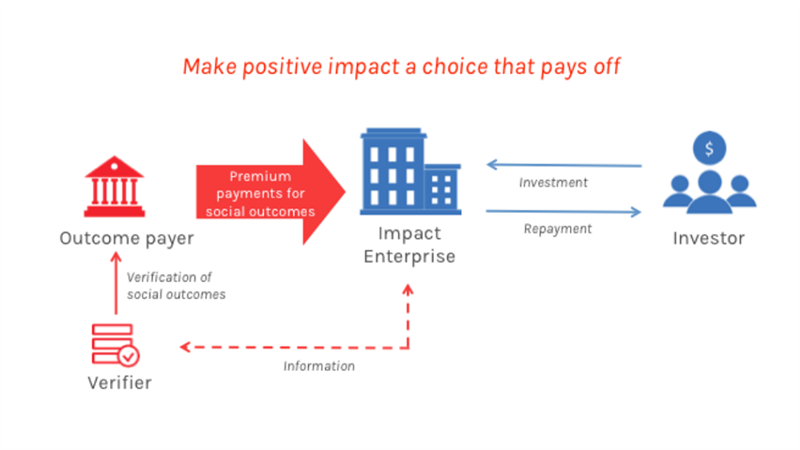 Make positive impact a choice that pays off
$
Premium
payments for
social outcomes
Investment
Repayment
Outcome payer
Impact
Enterprise
Investor
Verification of
social outcomes
Information
Verifier